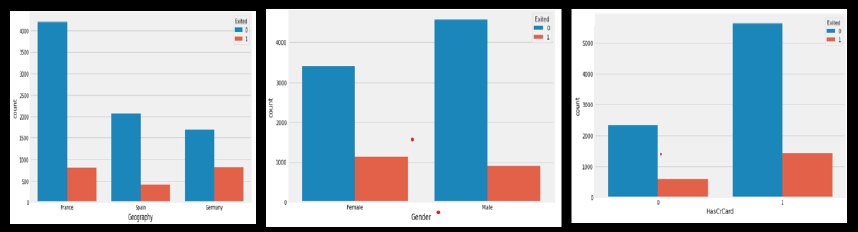 Exited
0
1
4000
3500
3000
2500
2000
1500
1000
500
0
count
France
Spain
Germany
Geography
Exited
0
1
4000
3000
2000
1000
0
count
Female
Male
Gender
Exited
0
1
5000
4000
3000
2000
1000
0
count
0
1
HasCrCard